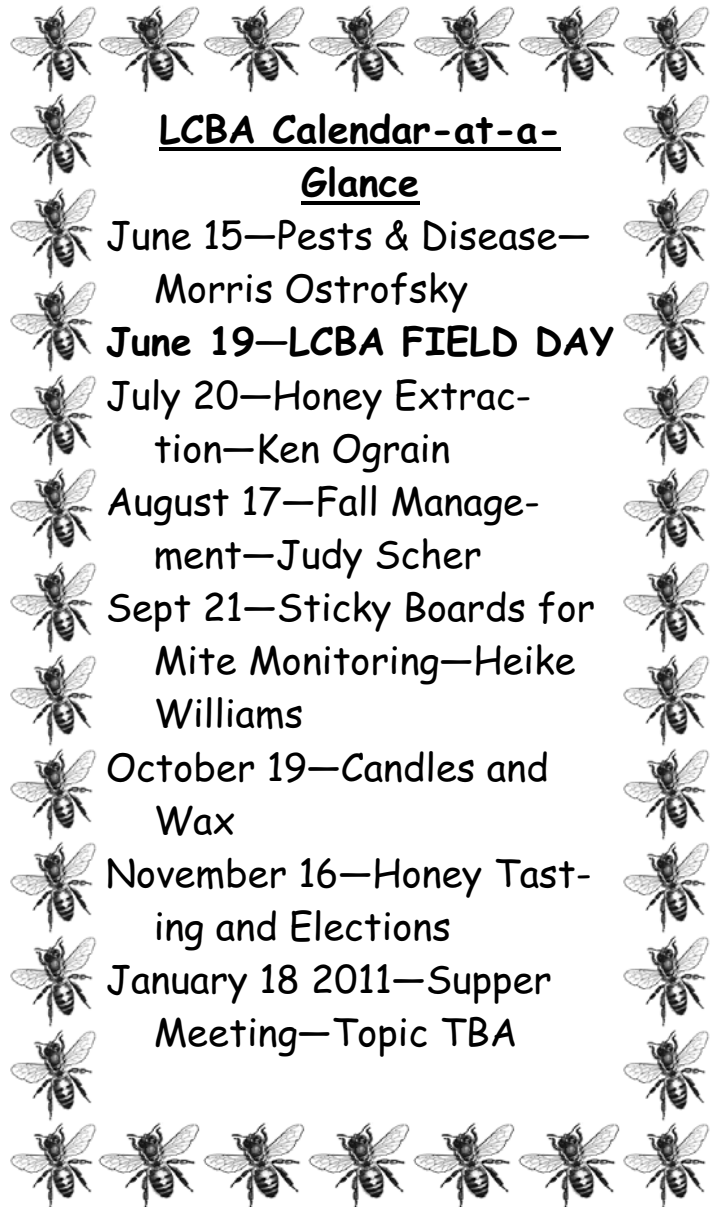 LCBA Calendar-at-a-
Glance
June 15—Pests & Disease—
Morris Ostrofsky
June 19—LCBA FIELD DAY
July 20—Honey Extrac-
tion—Ken Ograin
August 17—Fall Manage-
ment—Judy Scher
Sept 21—Sticky Boards for
Mite Monitoring—Heike
Williams
October 19—Candles and
Wax
November 16—Honey Tast-
ing and Elections
January 18 2011—Supper
Meeting—Topic TBA